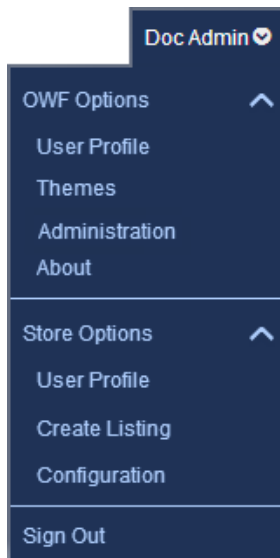 Doc Admin
OWF Options
User Profile
Themes
Administration
About
Store Options
User Profile
Create Listing
Configuration
Sign Out